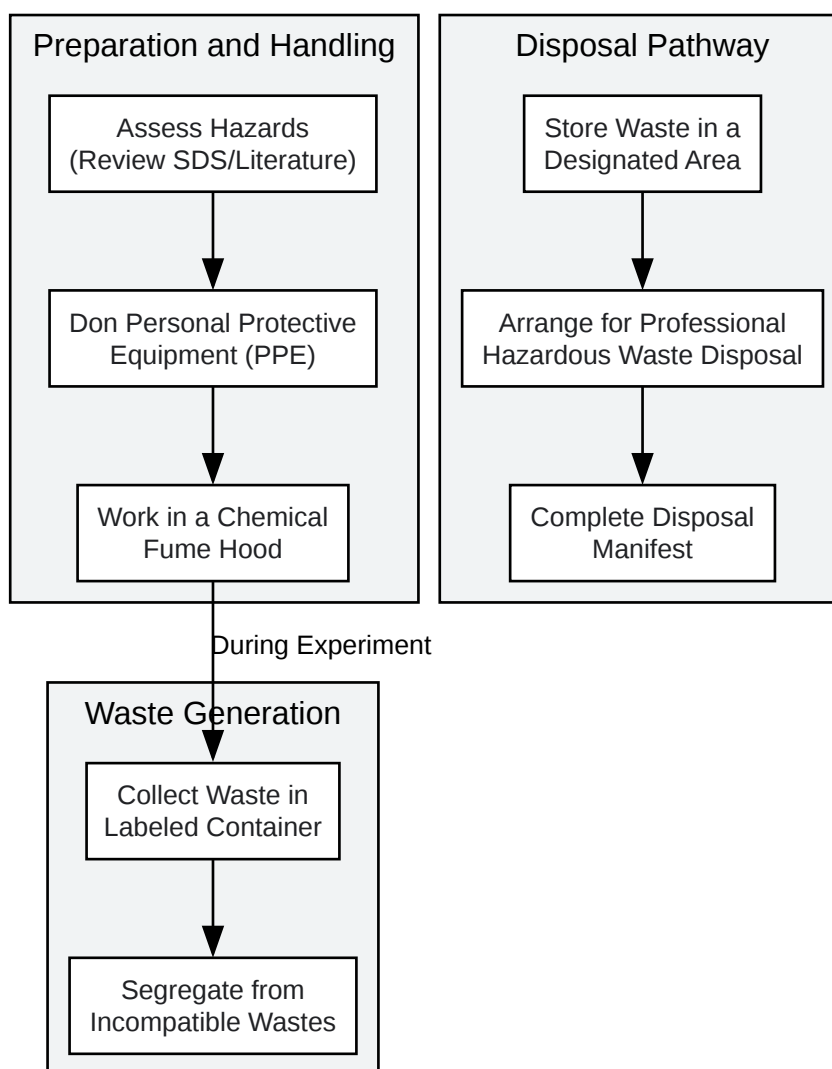 Preparation and Handling
Assess Hazards
(Review SDS/Literature)
Don Personal Protective
Equipment (PPE)
Work in a Chemical
Fume Hood
During Experiment
Waste Generation
Collect Waste in
Labeled Container
Segregate from
Incompatible Wastes
Disposal Pathway
Store Waste in a
Designated Area
Arrange for Professional
Hazardous Waste Disposal
Complete Disposal
Manifest